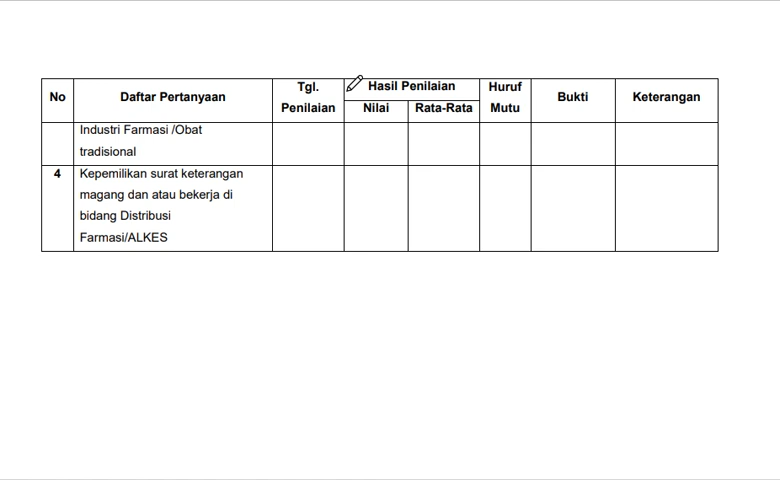 No Daftar Pertanyaan Tgl. Penilaian Hasil Penilaian Huruf Mutu Bukti Keterangan
Nilai Rata-Rata
Industri Farmasi /Obat
tradisional
4 Kepemilikan surat keterangan
magang dan atau bekerja di
bidang Distribusi
Farmasi/ALKES